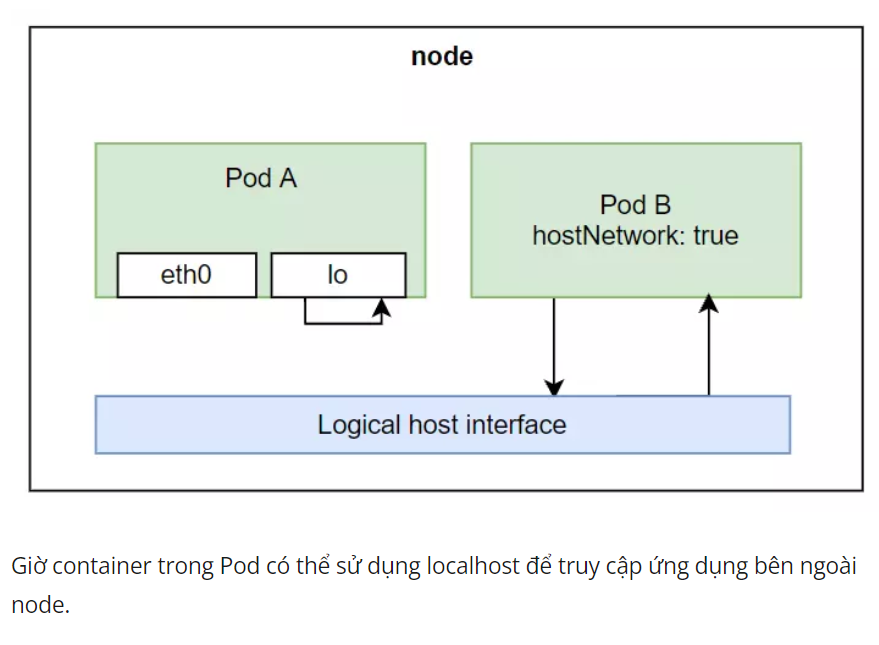 node
Pod A
eth0
lo
Pod B
hostNetwork: true
Logical host interface
Giờ container trong Pod có thể sử dụng localhost để truy cập ứng dụng bên ngoài
node.